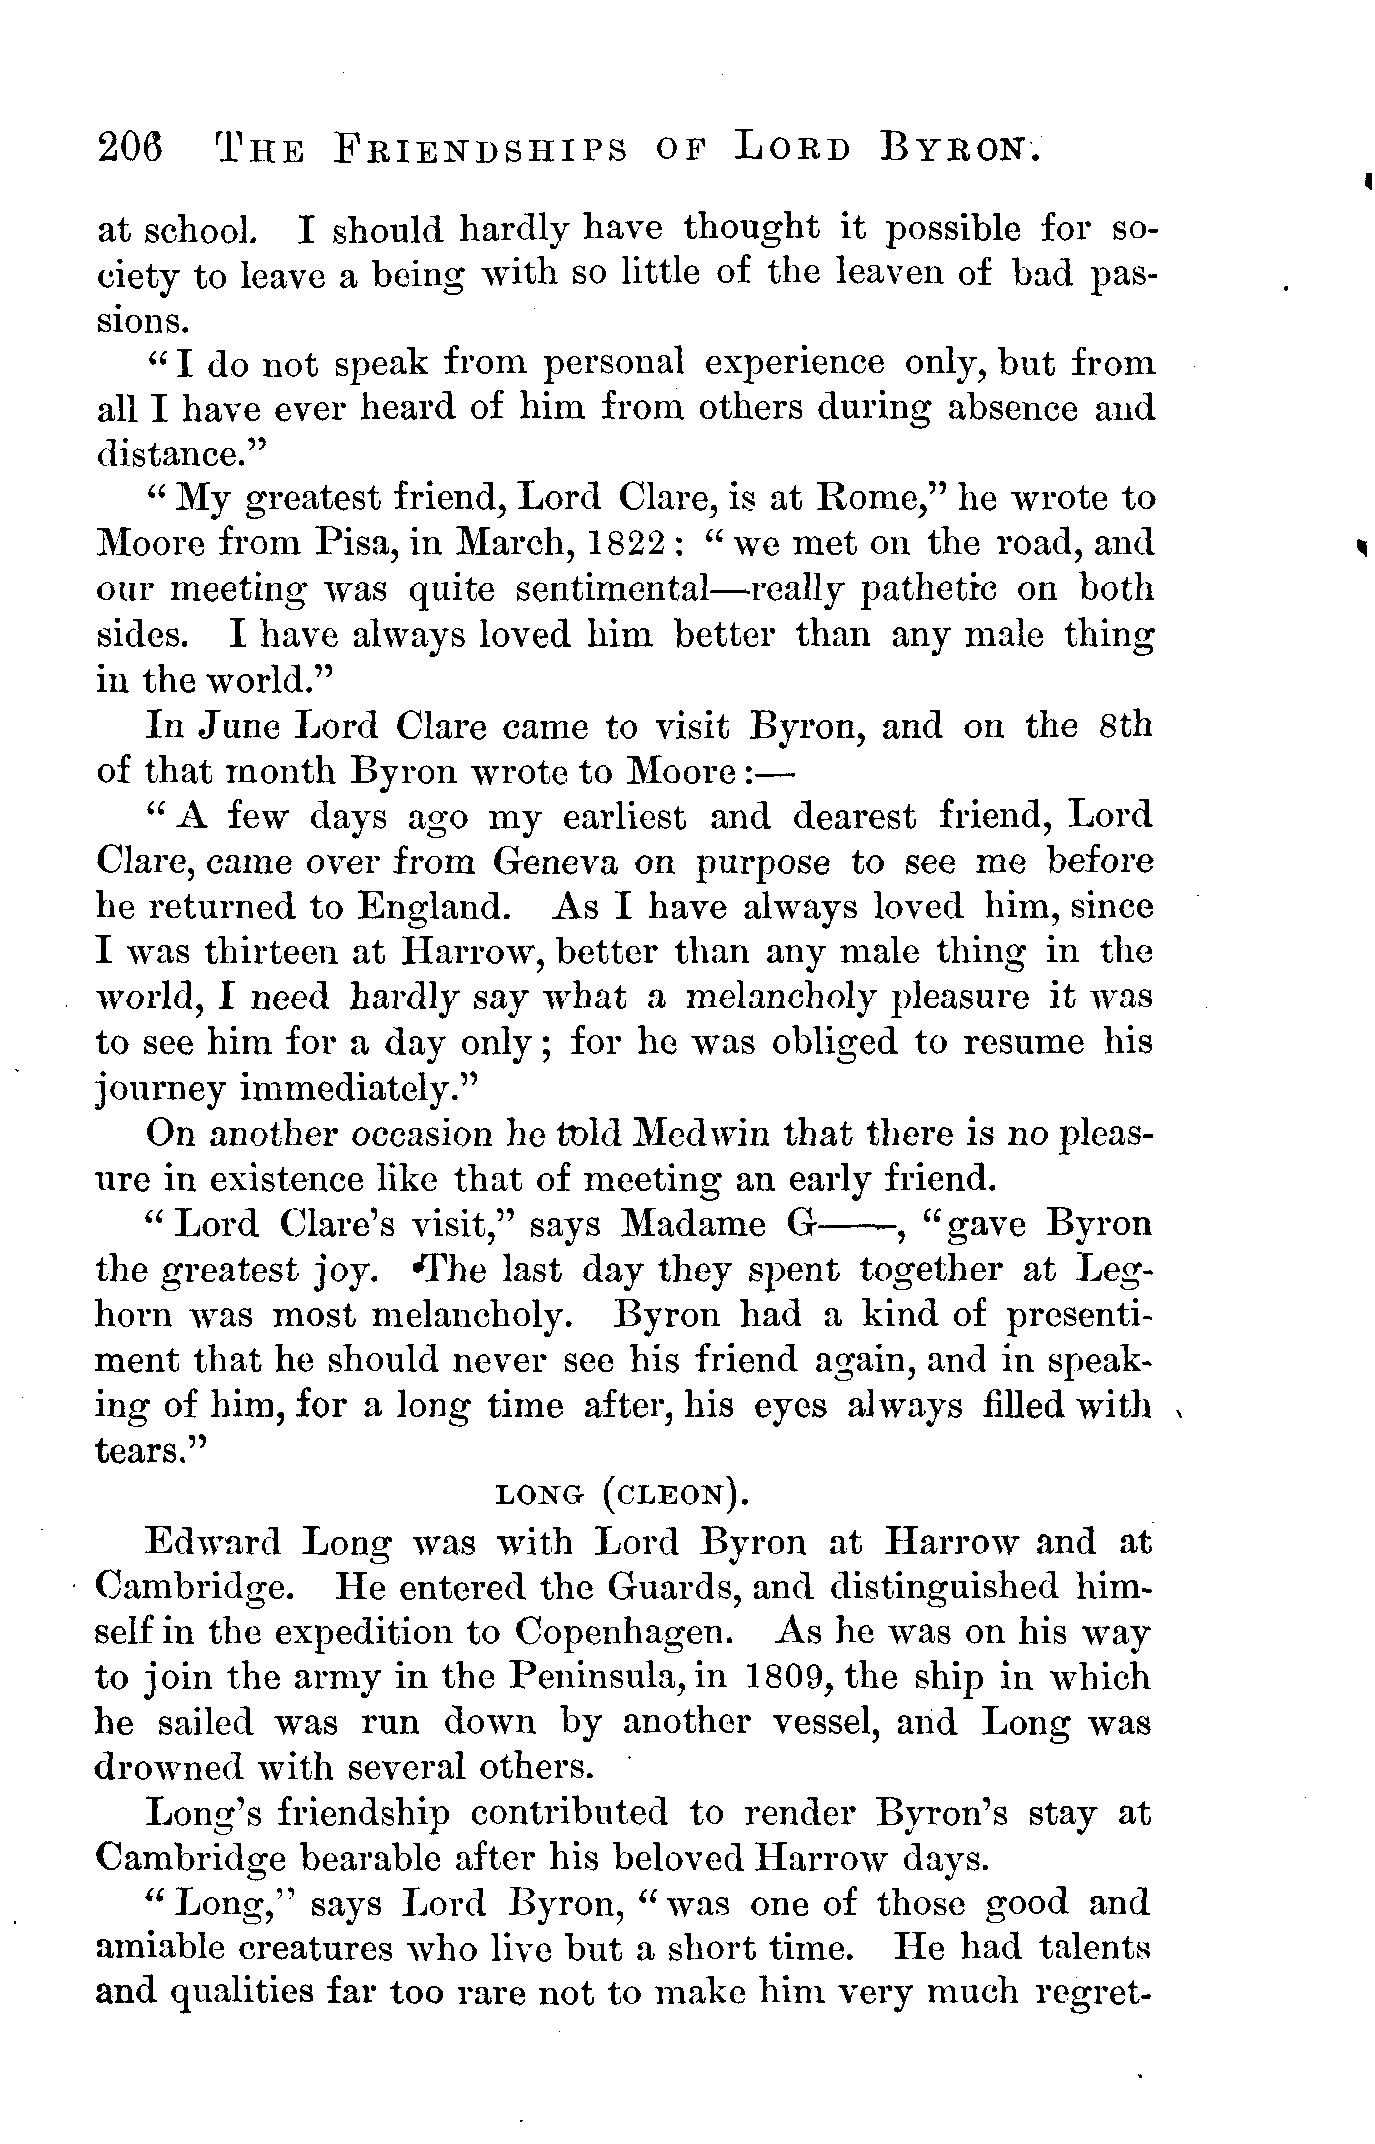 206 THE FRIENDSHIPS OF LORD BYRON.
at school. I should hardly have thought it possible for so-
ciety to leave a being with so little of the leaven of bad pas-
sions.
“I do not speak from personal experience only, but from
all I have ever heard of him from others during absence and
distance.”
“My greatest friend, Lord Clare, is at Rome,” he wrote to
Moore from Pisa, in March, 1822: “we met on the road, and
our meeting was quite sentimental—really pathetic on both
sides. I have always loved him better than any male thing
in the world.”
In June Lord Clare came to visit Byron, and on the 8th
of that month Byron wrote to Moore:—
“A few days ago my earliest and dearest friend, Lord
Clare, came over from Geneva on purpose to see me before
he returned to England. As I have always loved him, since
I was thirteen at Harrow, better than any male thing in the
world, I need hardly say what a melancholy pleasure it was
to see him for a day only; for he was obliged to resume his
journey immediately.”
On another occasion he told Medwin that there is no pleas-
ure in existence like that of meeting an early friend.
“Lord Clare’s visit,” says Madame G——, “gave Byron
the greatest joy. The last day they spent together at Leg-
horn was most melancholy. Byron had a kind of presenti-
ment that he should never see his friend again, and in speak-
ing of him, for a long time after, his eyes always filled with
tears.”
LONG (CLEON).
Edward Long was with Lord Byron at Harrow and at
Cambridge. He entered the Guards, and distinguished him-
self in the expedition to Copenhagen. As he was on his way
to join the army in the Peninsula, in 1809, the ship in which
he sailed was run down by another vessel, and Long was
drowned with several others.
Long’s friendship contributed to render Byron’s stay at
Cambridge bearable after his beloved Harrow days.
“Long,” says Lord Byron, “was one of those good and
amiable creatures who live but a short time. He had talents
and qualities far too rare not to make him very much regret-